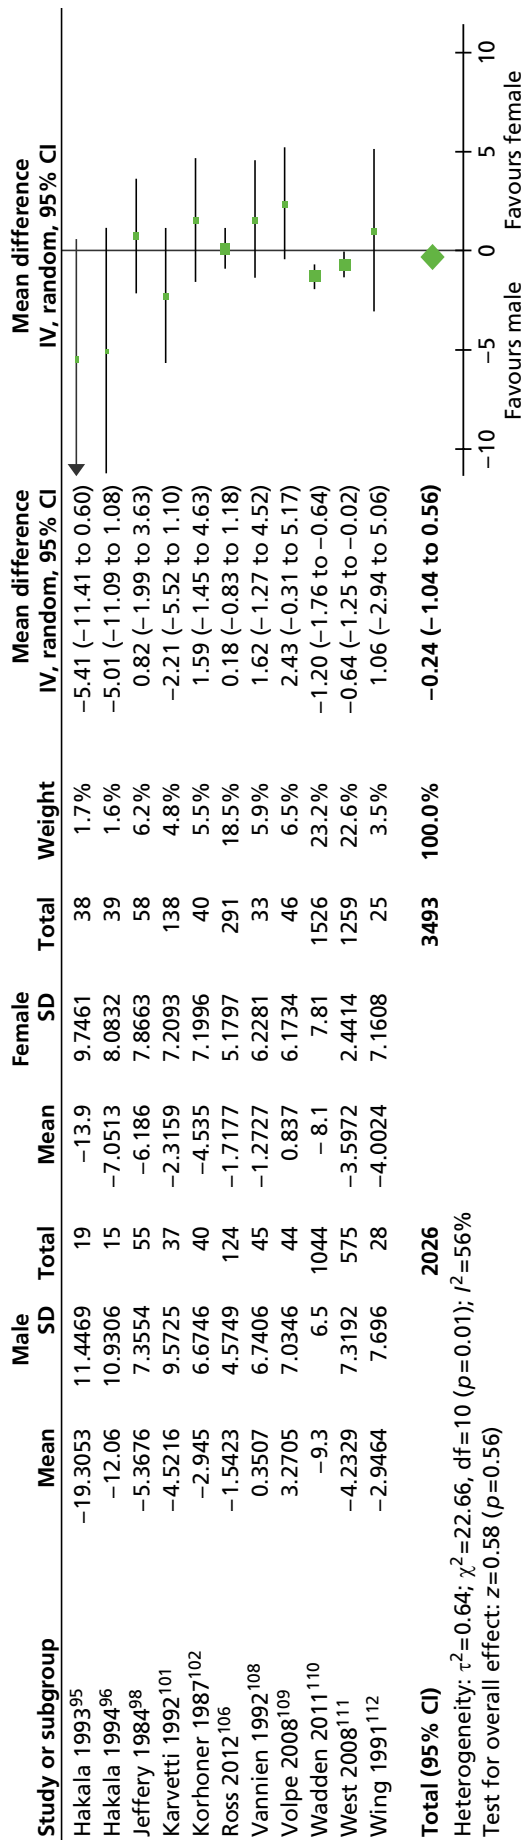 Male Female Mean difference Mean difference
Study or subgroup Mean SD Total Mean SD Total Weight IV, random, 95% CI IV, random, 95% CI
Hakala 1993⁹⁵ −19.3053 11.4469 19 −13.9 9.7461 38 1.7% −5.41 (−11.41 to 0.60)
Hakala 1994⁹⁶ −12.06 10.9306 15 −7.0513 8.0832 39 1.6% −5.01 (−11.09 to 1.08)
Jeffery 1984⁹⁸ −5.3676 7.3554 55 −6.186 7.8663 58 6.2% 0.82 (−1.99 to 3.63)
Karvetti 1992¹⁰¹ −4.5216 9.5725 37 −2.3159 7.2093 138 4.8% −2.21 (−5.52 to 1.10)
Korhoner 1987¹⁰² −2.945 6.6746 40 −4.535 7.1996 40 5.5% 1.59 (−1.45 to 4.63)
Ross 2012¹⁰⁶ −1.5423 4.5749 124 −1.7177 5.1797 291 18.5% 0.18 (−0.83 to 1.18)
Vannien 1992¹⁰⁸ 0.3507 6.7406 45 −1.2727 6.2281 33 5.9% 1.62 (−1.27 to 4.52)
Volpe 2008¹⁰⁹ 3.2705 7.0346 44 0.837 6.1734 46 6.5% 2.43 (−0.31 to 5.17)
Wadden 2011¹¹⁰ −9.3 6.5 1044 −8.1 7.81 1526 23.2% −1.20 (−1.76 to −0.64)
West 2008¹¹¹ −4.2329 7.3192 575 −3.5972 2.4414 1259 22.6% −0.64 (−1.25 to −0.02)
Wing 1991¹¹² −2.9464 7.696 28 −4.0024 7.1608 25 3.5% 1.06 (−2.94 to 5.06)
Total (95% CI) 2026 3493 100.0% −0.24 (−1.04 to 0.56)
Heterogeneity: τ²=0.64; χ²=22.66, df=10 (p=0.01); I²=56%
Test for overall effect: z=0.58 (p=0.56)
−10 −5 0 5 10
Favours male Favours female